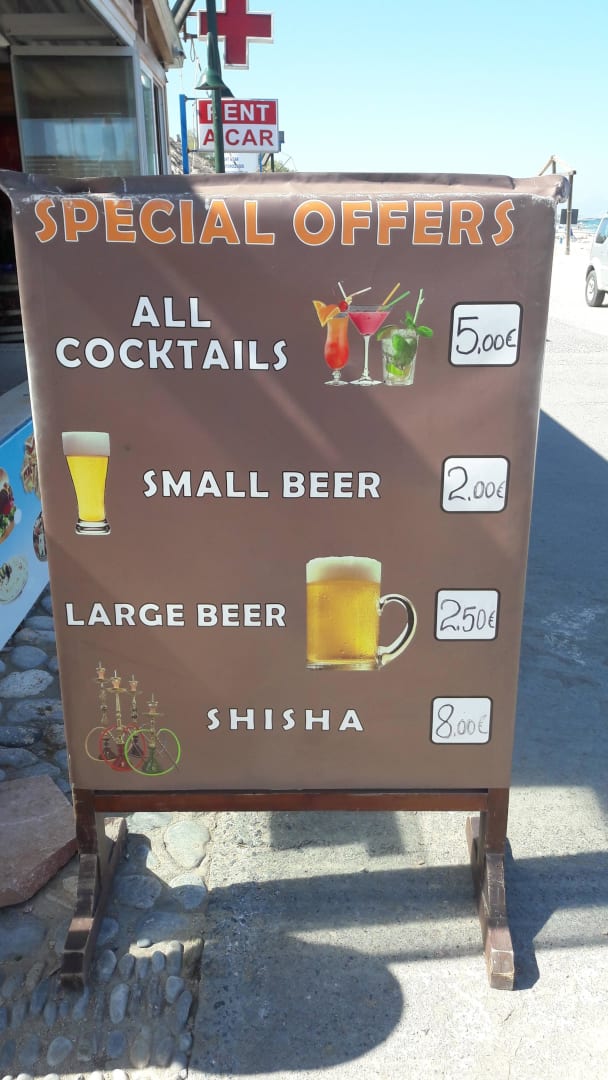 RENT
A CAR
SPECIAL OFFERS
ALL
COCKTAILS
5,00€
SMALL BEER
2,00€
LARGE BEER
2,50€
SHISHA
8,00€